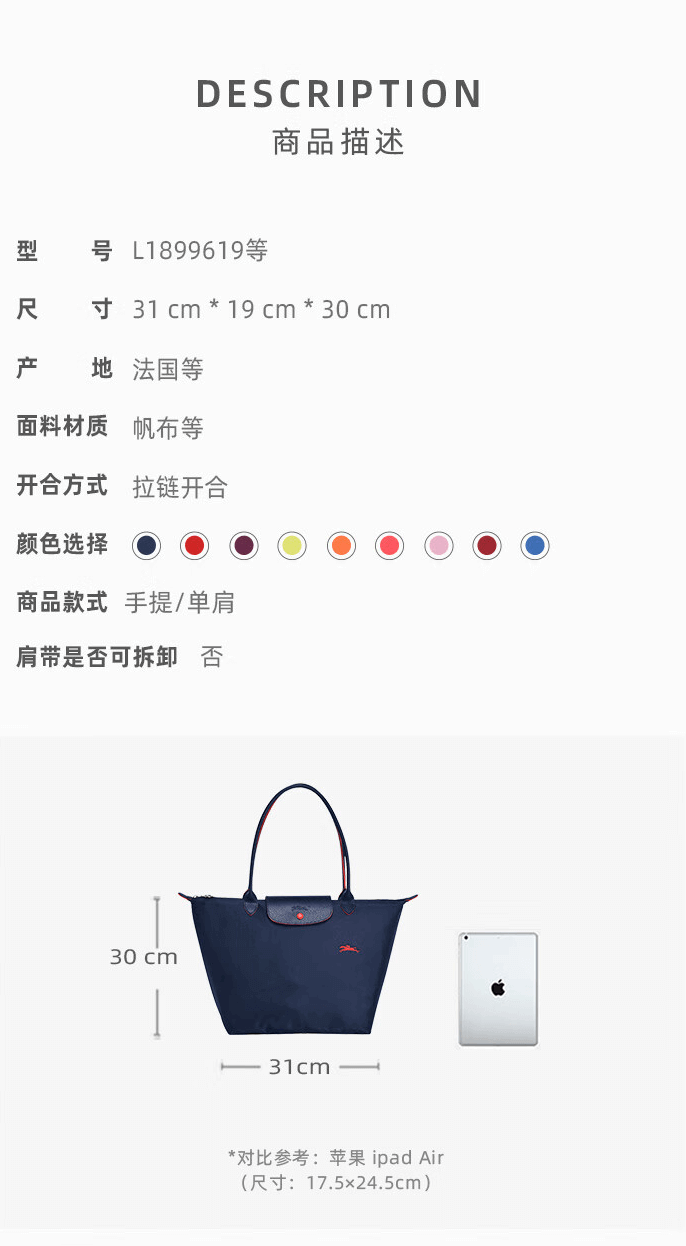 DESCRIPTION
商品描述
型 号 L1899619等
尺 寸 31 cm * 19 cm * 30 cm
产 地 法国等
面料材质 帆布等
开合方式 拉链开合
颜色选择
商品款式 手提/单肩
肩带是否可拆卸 否
30 cm
31cm
*对比参考：苹果 ipad Air
（尺寸：17.5×24.5cm）